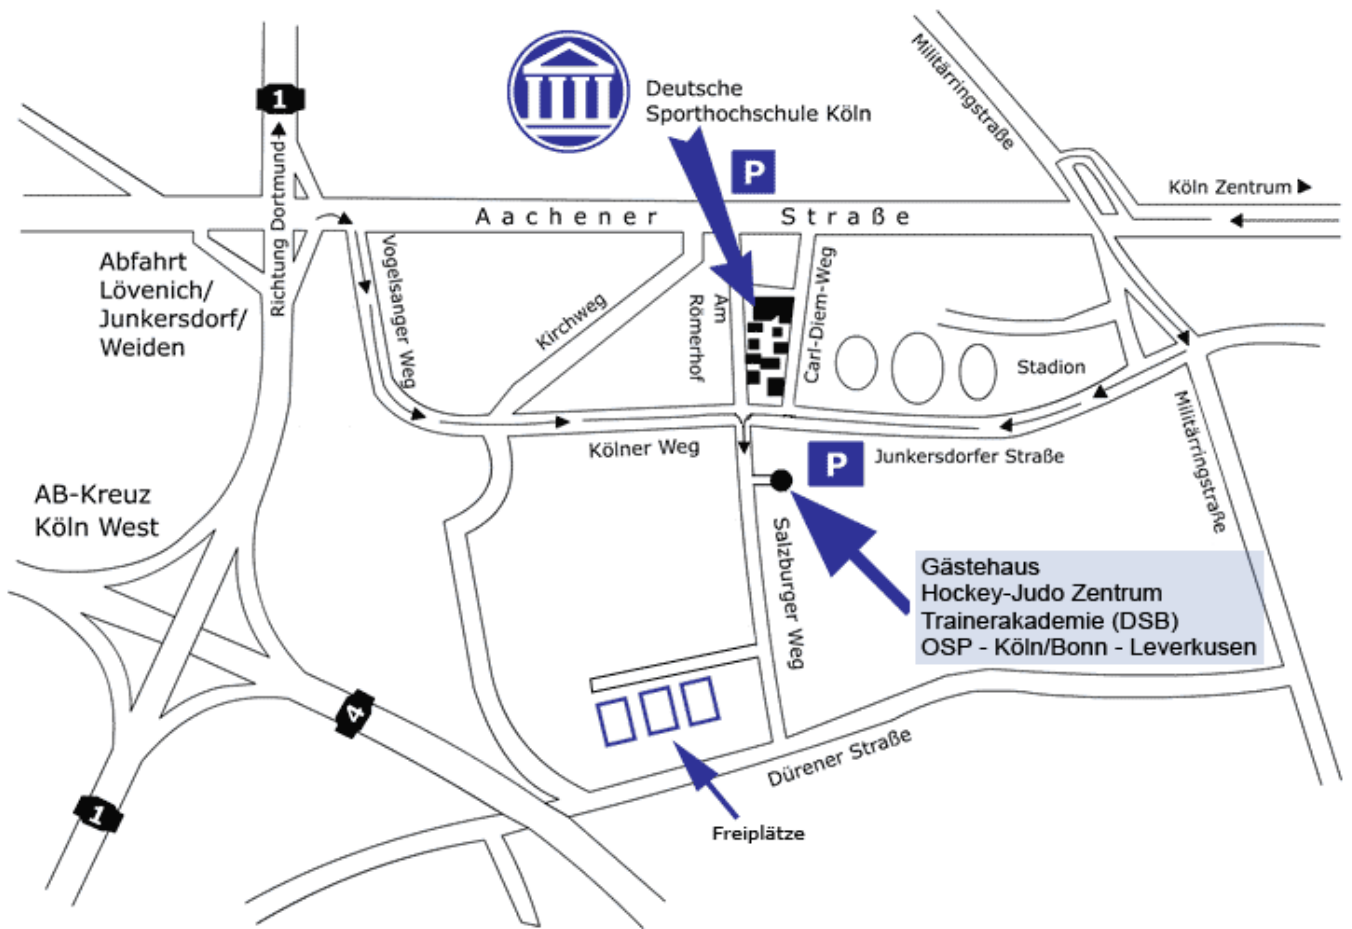 1
Deutsche
Sporthochschule Köln
P
Militärringstraße
Köln Zentrum
Aachener Straße
Richtung Dortmund
Abfahrt
Lövenich/
Junkersdorf/
Weiden
Vogelsanger Weg
Kirchweg
Am
Römerhof
Carl-Diem-Weg
Stadion
Militärringstraße
Kölner Weg
P
Junkersdorfer Straße
AB-Kreuz
Köln West
Salzburger Weg
Gästehaus
Hockey-Judo Zentrum
Trainerakademie (DSB)
OSP - Köln/Bonn - Leverkusen
4
Dürener Straße
1
Freiplätze